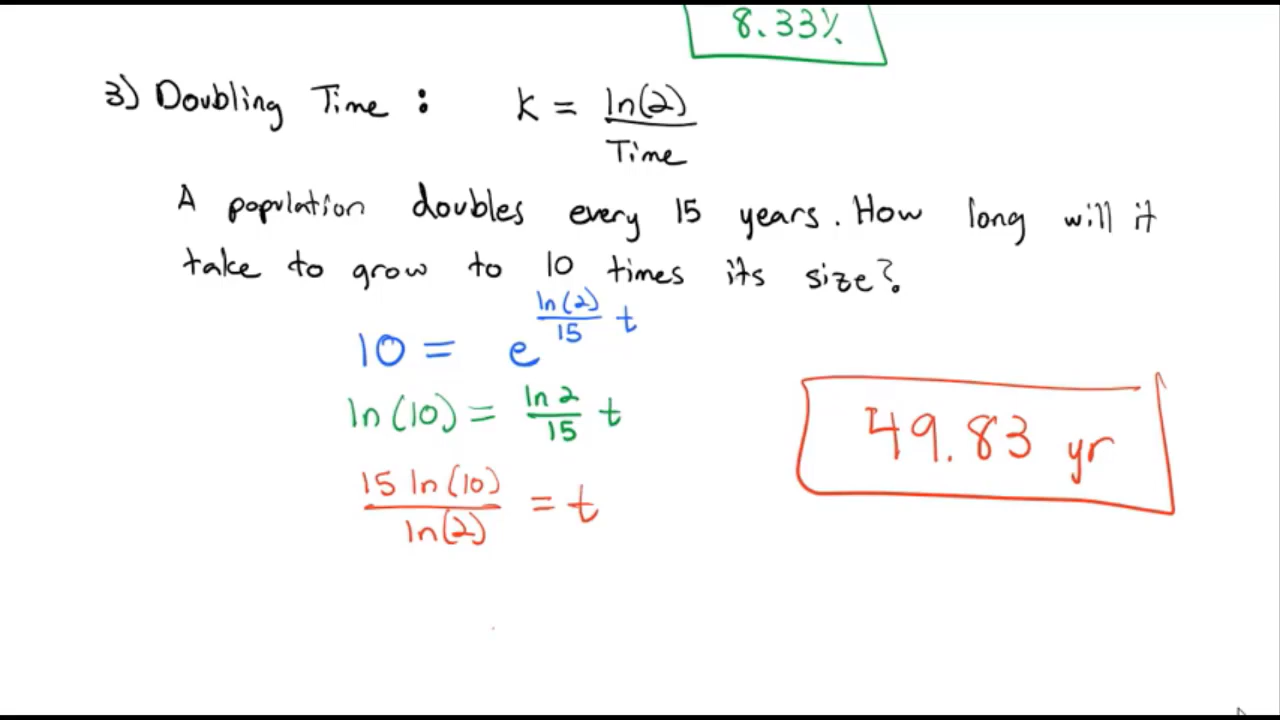 8.33%
3) Doubling Time : k = ln(2)/Time
A population doubles every 15 years. How long will it
take to grow to 10 times its size?
10 = e^(ln(2)/15 t)
ln(10) = ln 2/15 t
15 ln(10)/ln(2) = t
49.83 yr